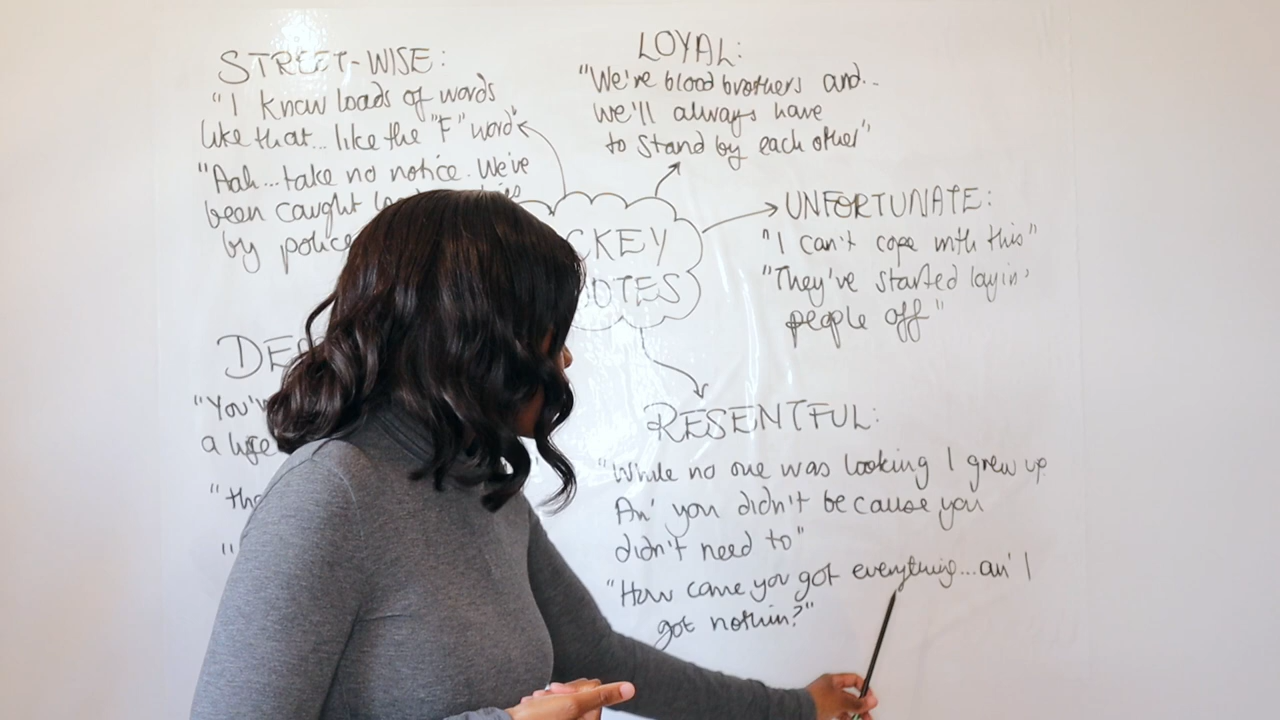 STREET-WISE:
"I know loads of words
like that... like the "F" word"
"Aah...take no notice. We've
been caught
by police
LOYAL:
"We're blood brothers and..
we'll always have
to stand by each other"
UNFORTUNATE:
"I can't cope with this"
"They've started layin'
people off"
RESENTFUL:
"While no one was looking I grew up.
An' you didn't because you
didn't need to"
"How come you got everything...an' I
got nothin?"
"You'v
a life